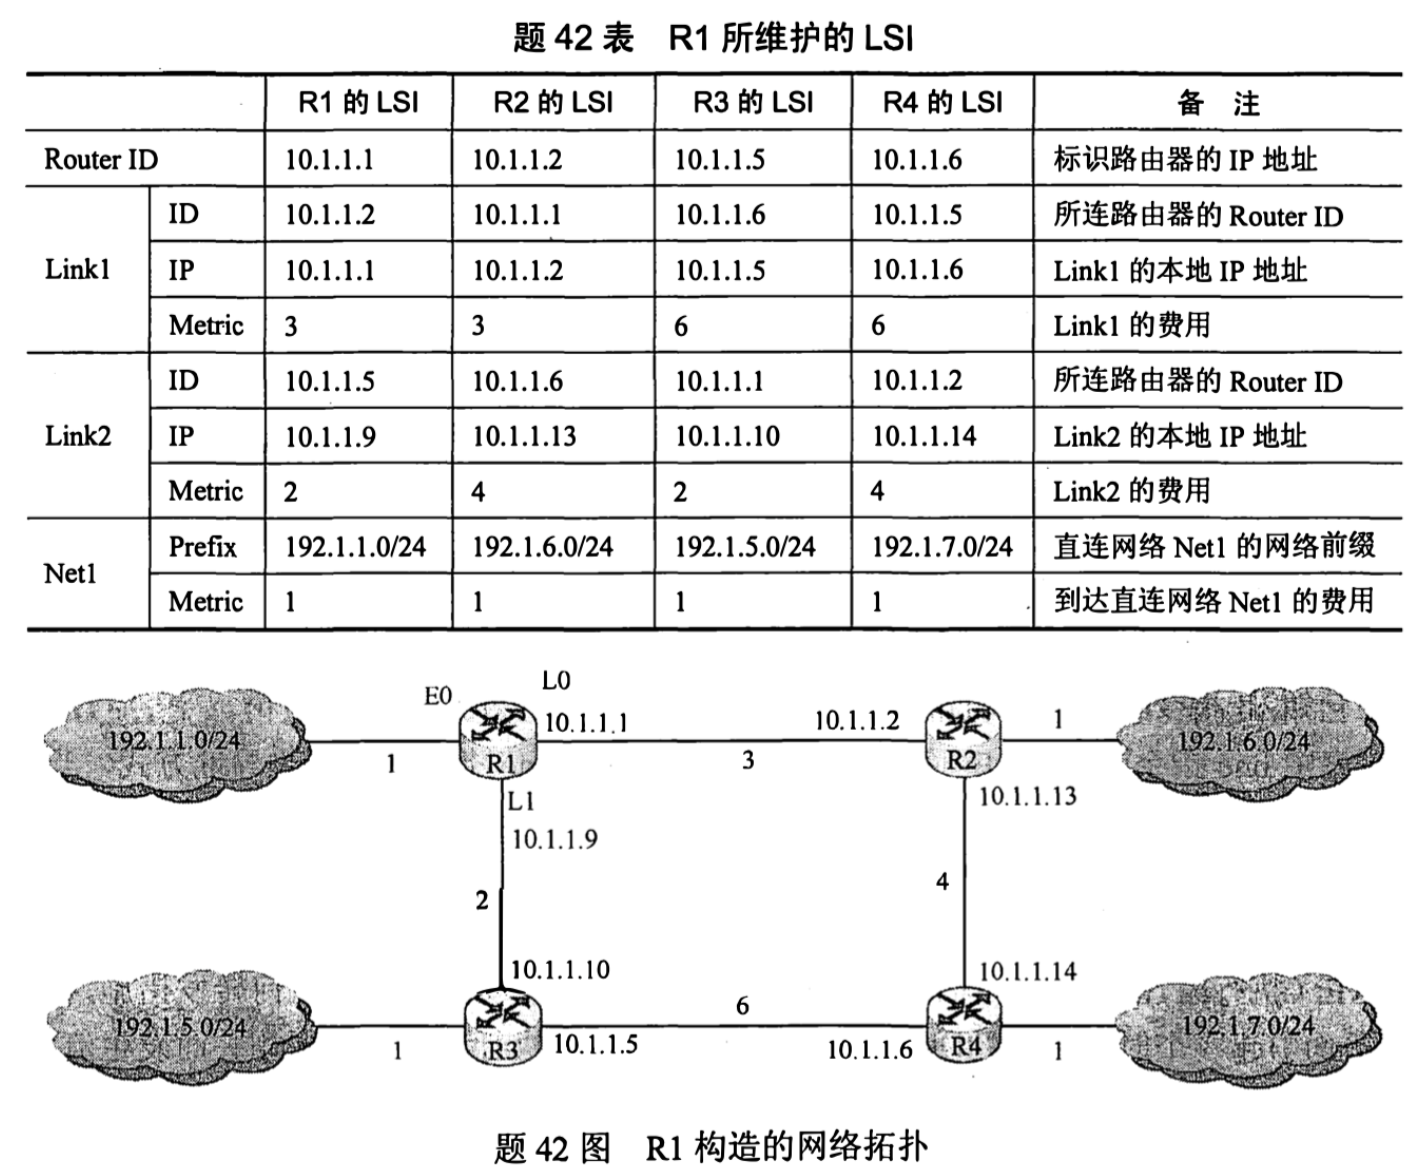 题 42 表 R1 所维护的 LSI
R1 的 LSI R2 的 LSI R3 的 LSI R4 的 LSI 备 注
Router ID 10.1.1.1 10.1.1.2 10.1.1.5 10.1.1.6 标识路由器的 IP 地址
Link1 ID 10.1.1.2 10.1.1.1 10.1.1.6 10.1.1.5 所连路由器的 Router ID
IP 10.1.1.1 10.1.1.2 10.1.1.5 10.1.1.6 Link1 的本地 IP 地址
Metric 3 3 6 6 Link1 的费用
Link2 ID 10.1.1.5 10.1.1.6 10.1.1.1 10.1.1.2 所连路由器的 Router ID
IP 10.1.1.9 10.1.1.13 10.1.1.10 10.1.1.14 Link2 的本地 IP 地址
Metric 2 4 2 4 Link2 的费用
Net1 Prefix 192.1.1.0/24 192.1.6.0/24 192.1.5.0/24 192.1.7.0/24 直连网络 Net1 的网络前缀
Metric 1 1 1 1 到达直连网络 Net1 的费用
E0 L0
10.1.1.1 10.1.1.2 1
192.1.1.0/24 192.1.6.0/24
1 R1 3 R2
L1 10.1.1.13
10.1.1.9
2 4
10.1.1.10 10.1.1.14
6
192.1.5.0/24 192.1.7.0/24
1 R3 10.1.1.5 10.1.1.6 R4 1
题 42 图 R1 构造的网络拓扑